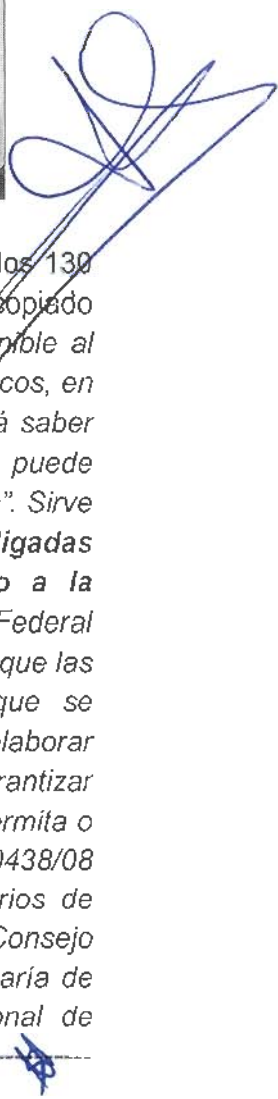 los 130
copiado
nible al
cos, en
á saber
puede
”. Sirve
ligadas
o a la
Federal
que las
que se
elaborar
rantizar
ermita o
0438/08
rios de
Consejo
aría de
onal de